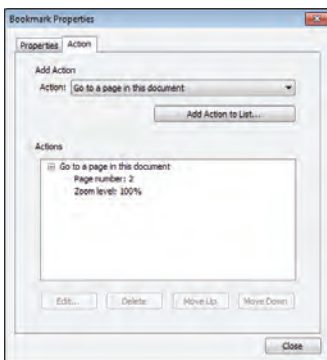 Bookmark Properties
Properties Action
Add Action
Action: Go to a page in this document
Add Action to List...
Actions
Go to a page in this document
Page number: 2
Zoom level: 100%
Edit... Delete Move Up Move Down
Close